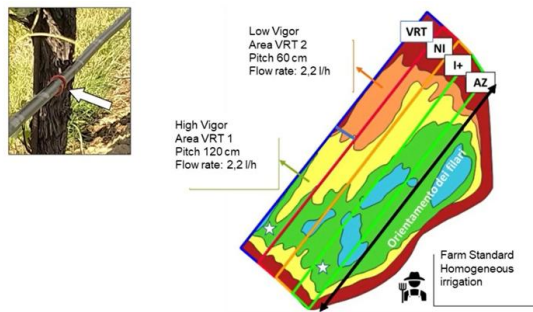 Low Vigor
Area VRT 2
Pitch 60 cm
Flow rate: 2,2 l/h
VRT
NI
I+
AZ
High Vigor
Area VRT 1
Pitch 120 cm
Flow rate: 2,2 l/h
Orientamento dei filari
Farm Standard
Homogeneous
irrigation